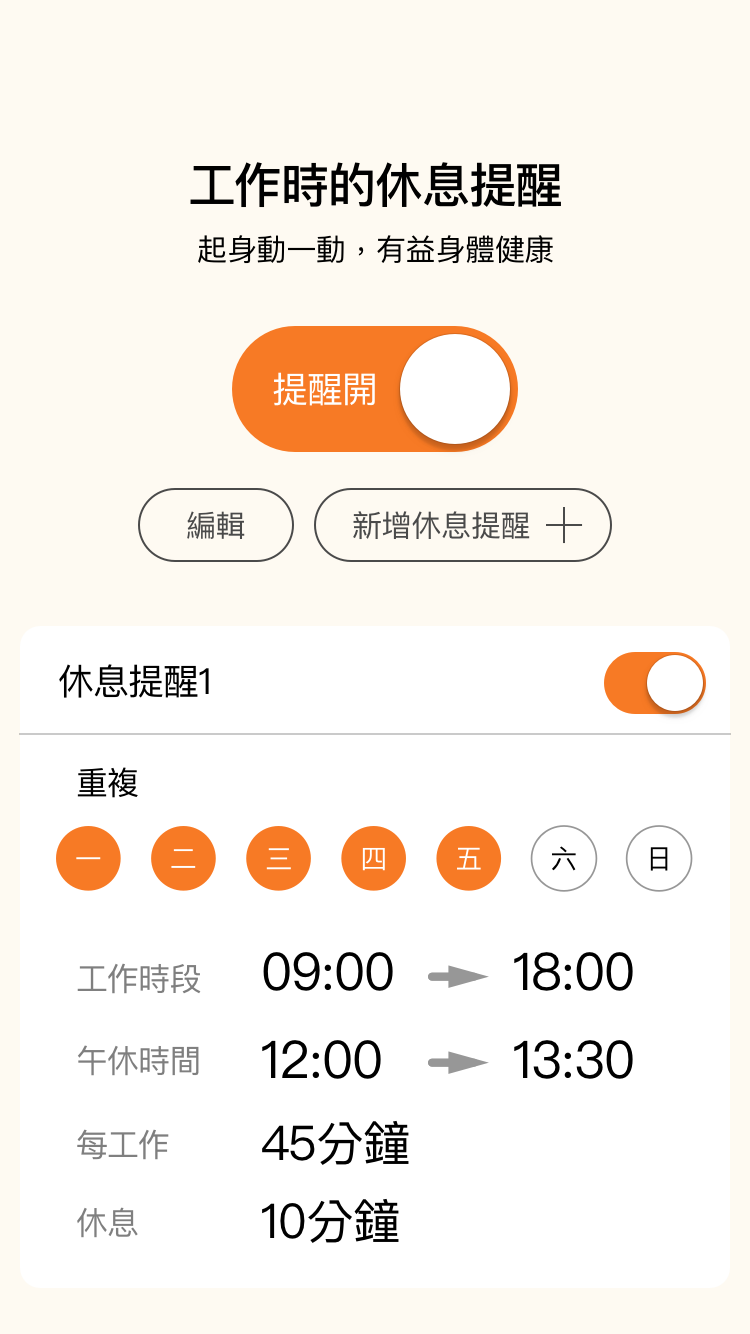 工作時的休息提醒
起身動一動，有益身體健康
提醒開
編輯 新增休息提醒
休息提醒1
重複
一 二 三 四 五 六 日
工作時段 09:00 18:00
午休時間 12:00 13:30
每工作 45分鐘
休息 10分鐘